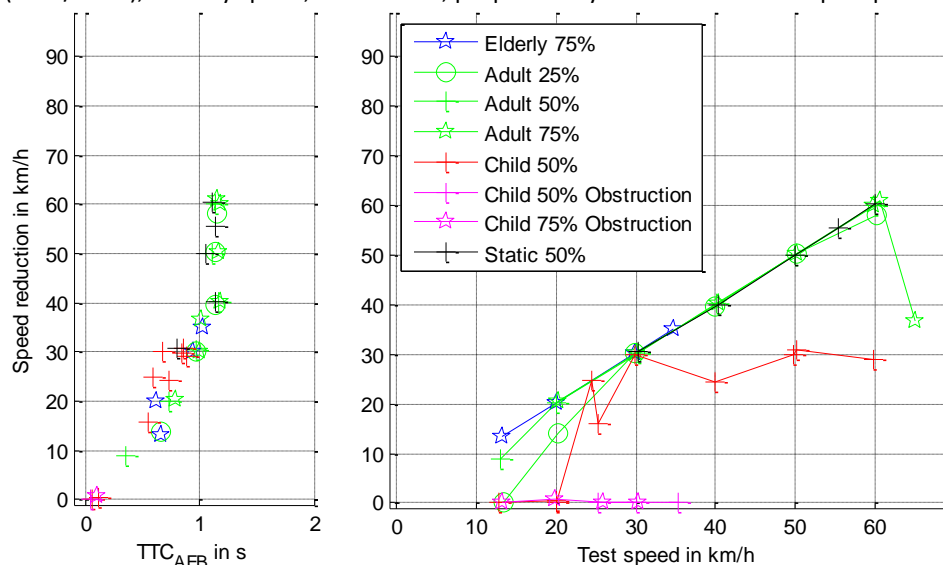 90
80
70
60
50
40
30
20
10
0
Speed reduction in km/h
0
1
2
TTC_AEB in s
90
80
70
60
50
40
30
20
10
0
0
10
20
30
40
50
60
Test speed in km/h
Elderly 75%
Adult 25%
Adult 50%
Adult 75%
Child 50%
Child 50% Obstruction
Child 75% Obstruction
Static 50%